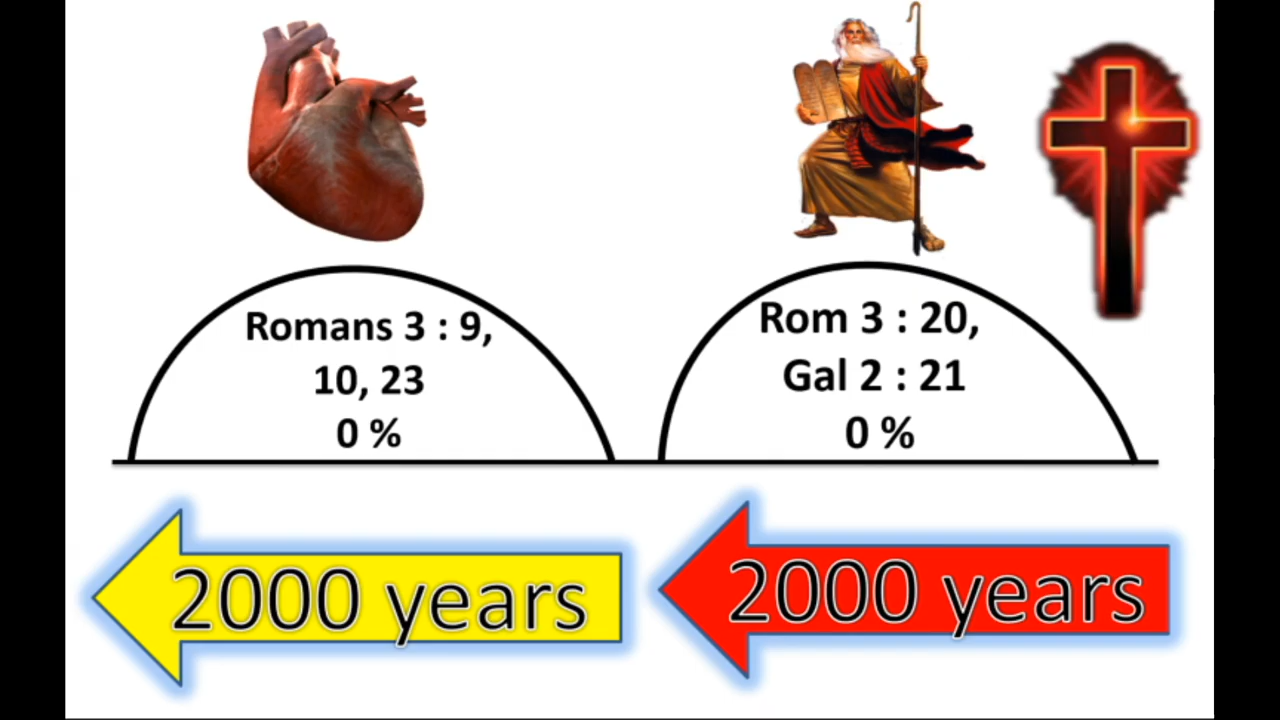 Romans 3 : 9,
10, 23
0 %
Rom 3 : 20,
Gal 2 : 21
0 %
2000 years
2000 years